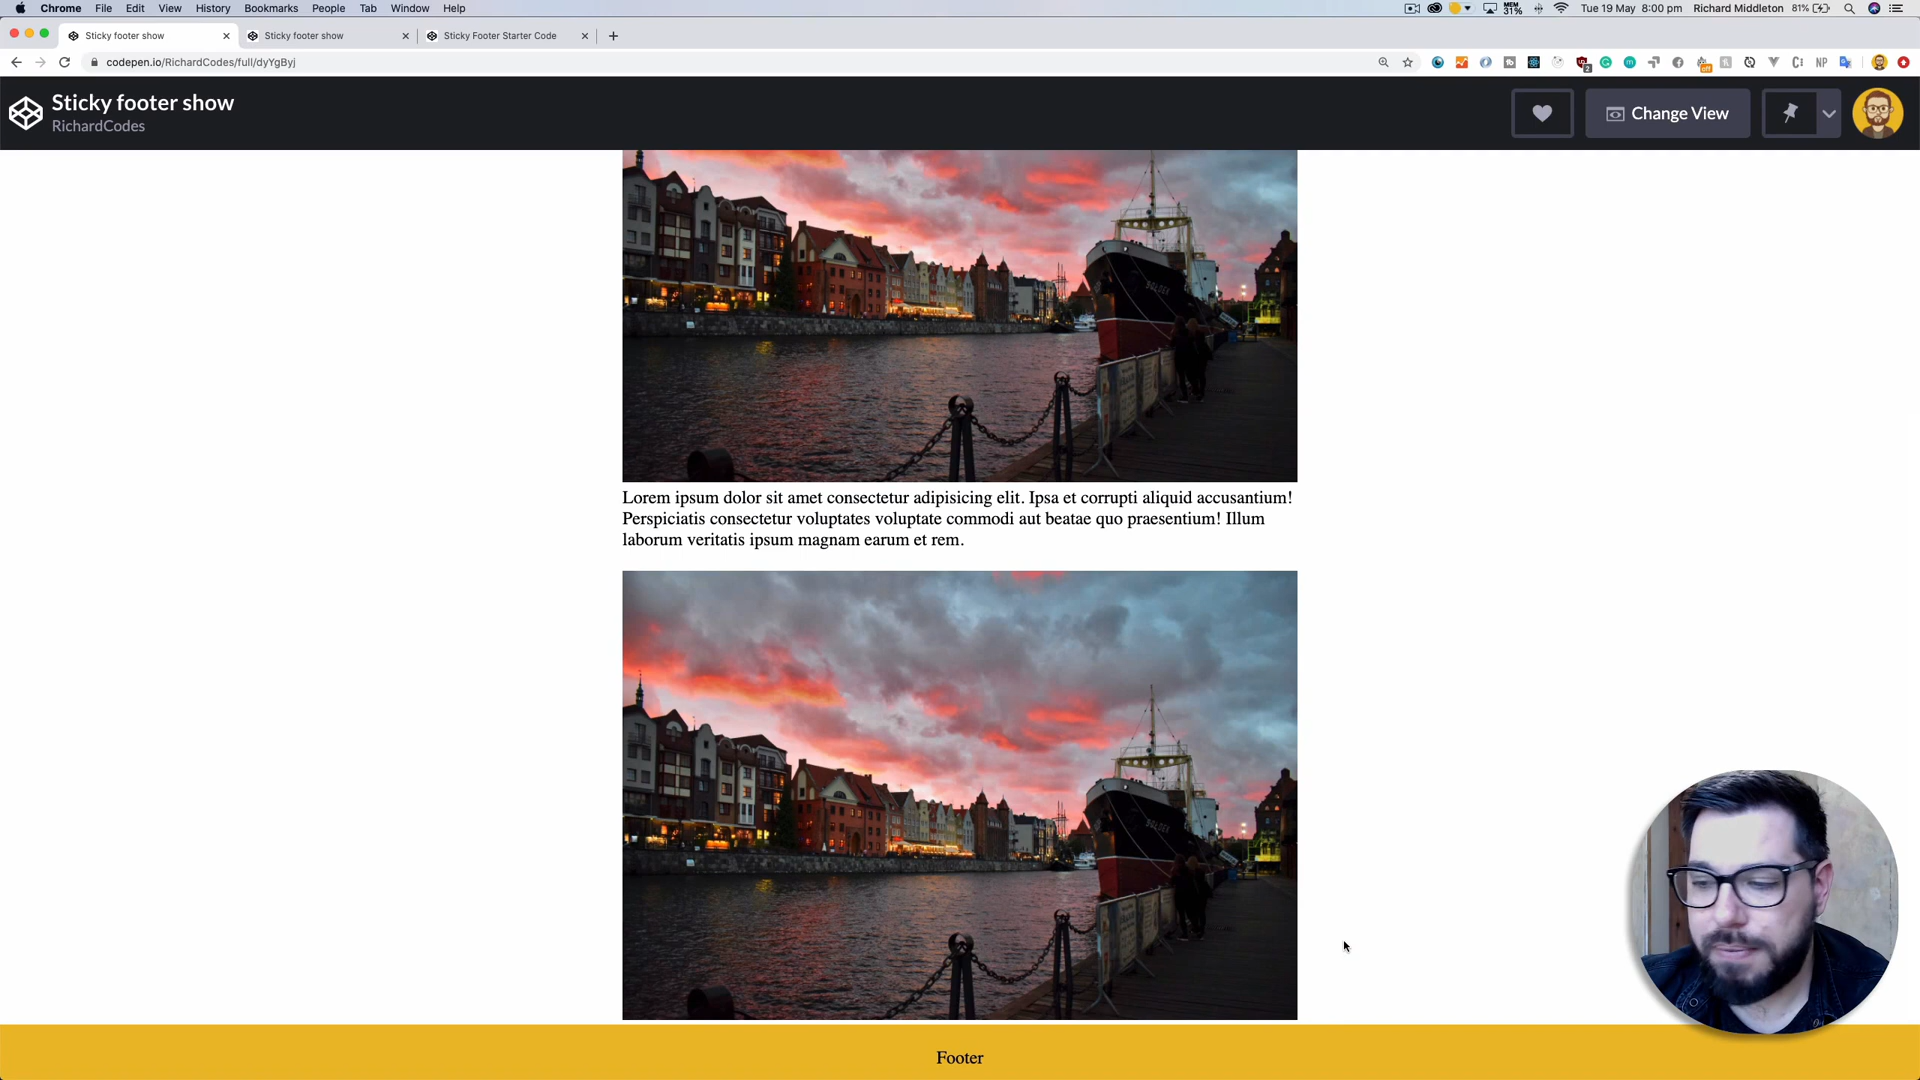 Chrome File Edit View History Bookmarks People Tab Window Help
MEM 31% Tue 19 May 8:00 pm Richard Middleton 81%
Sticky footer show
Sticky footer show
Sticky Footer Starter Code
codepen.io/RichardCodes/full/dyYgByj
Sticky footer show
RichardCodes
Change View
Lorem ipsum dolor sit amet consectetur adipisicing elit. Ipsa et corrupti aliquid accusantium!
Perspiciatis consectetur voluptates voluptate commodi aut beatae quo praesentium! Illum
laborum veritatis ipsum magnam earum et rem.
Footer